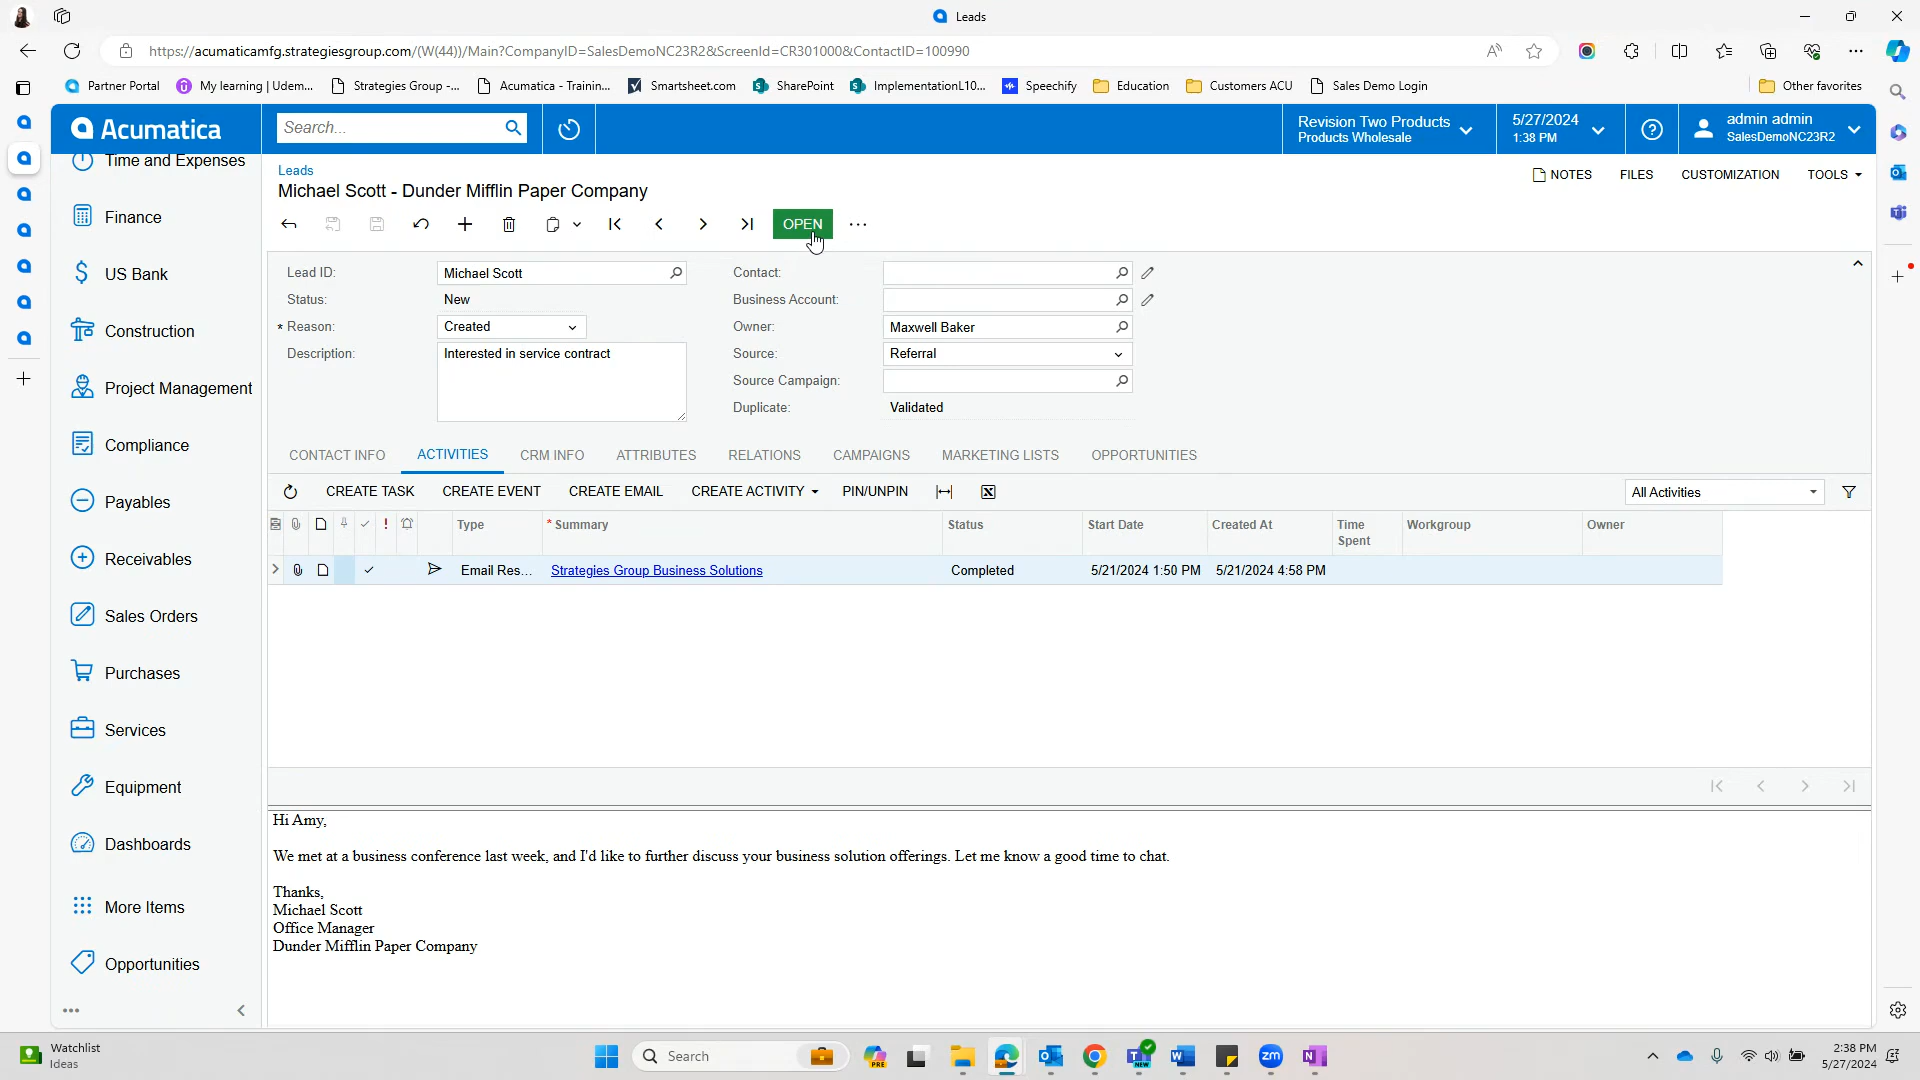 Leads
https://acumaticamfg.strategiesgroup.com/(W(44))/Main?CompanyID=SalesDemoNC23R2&ScreenId=CR301000&ContactID=100990
Partner Portal
My learning | Udem...
Strategies Group -...
Acumatica - Trainin...
Smartsheet.com
SharePoint
ImplementationL10...
Speechify
Education
Customers ACU
Sales Demo Login
Other favorites
Acumatica
Search...
Revision Two Products
Products Wholesale
5/27/2024
1:38 PM
admin admin
SalesDemoNC23R2
Time and Expenses
Finance
US Bank
Construction
Project Management
Compliance
Payables
Receivables
Sales Orders
Purchases
Services
Equipment
Dashboards
More Items
Opportunities
Leads
Michael Scott - Dunder Mifflin Paper Company
NOTES
FILES
CUSTOMIZATION
TOOLS
OPEN
Lead ID: Michael Scott
Status: New
* Reason: Created
Description: Interested in service contract
Contact:
Business Account:
Owner: Maxwell Baker
Source: Referral
Source Campaign:
Duplicate: Validated
CONTACT INFO
ACTIVITIES
CRM INFO
ATTRIBUTES
RELATIONS
CAMPAIGNS
MARKETING LISTS
OPPORTUNITIES
CREATE TASK
CREATE EVENT
CREATE EMAIL
CREATE ACTIVITY
PIN/UNPIN
All Activities
Type
* Summary
Status
Start Date
Created At
Time
Spent
Workgroup
Owner
Email Res...
Strategies Group Business Solutions
Completed
5/21/2024 1:50 PM
5/21/2024 4:58 PM
Hi Amy,
We met at a business conference last week, and I'd like to further discuss your business solution offerings. Let me know a good time to chat.
Thanks,
Michael Scott
Office Manager
Dunder Mifflin Paper Company
Watchlist
Ideas
Search
PRE
NEW
zm
2:38 PM
5/27/2024